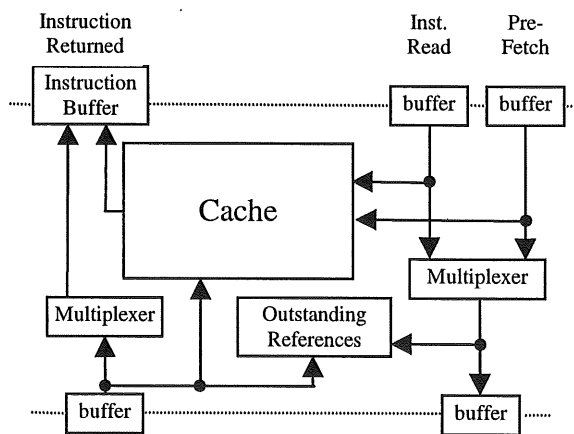 Instruction
Returned
Inst.
Read
Pre-
Fetch
Instruction
Buffer
buffer
buffer
Cache
Multiplexer
Multiplexer
Outstanding
References
buffer
buffer